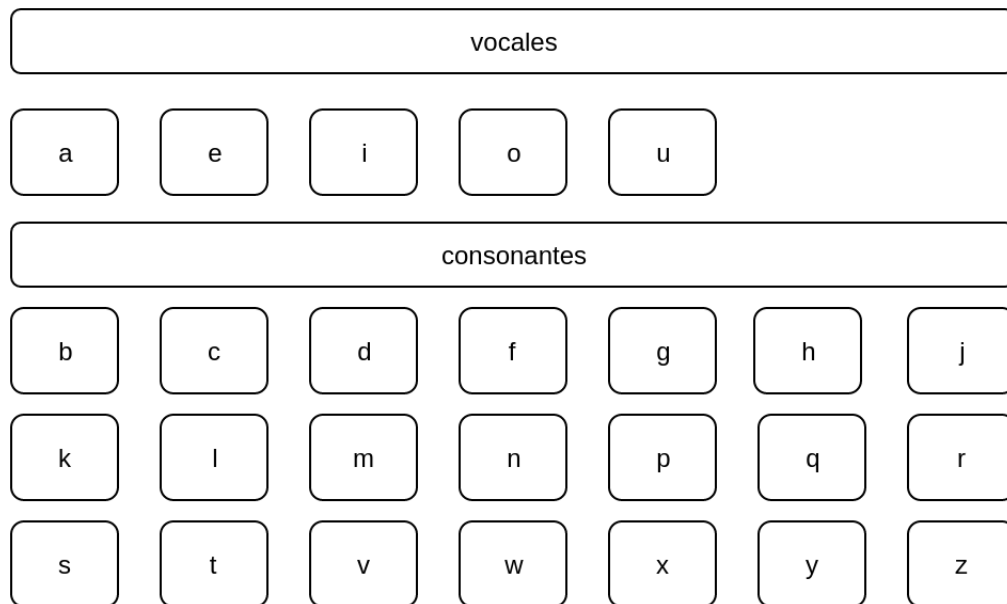 vocales
a e i o u
consonantes
b c d f g h j
k l m n p q r
s t v w x y z